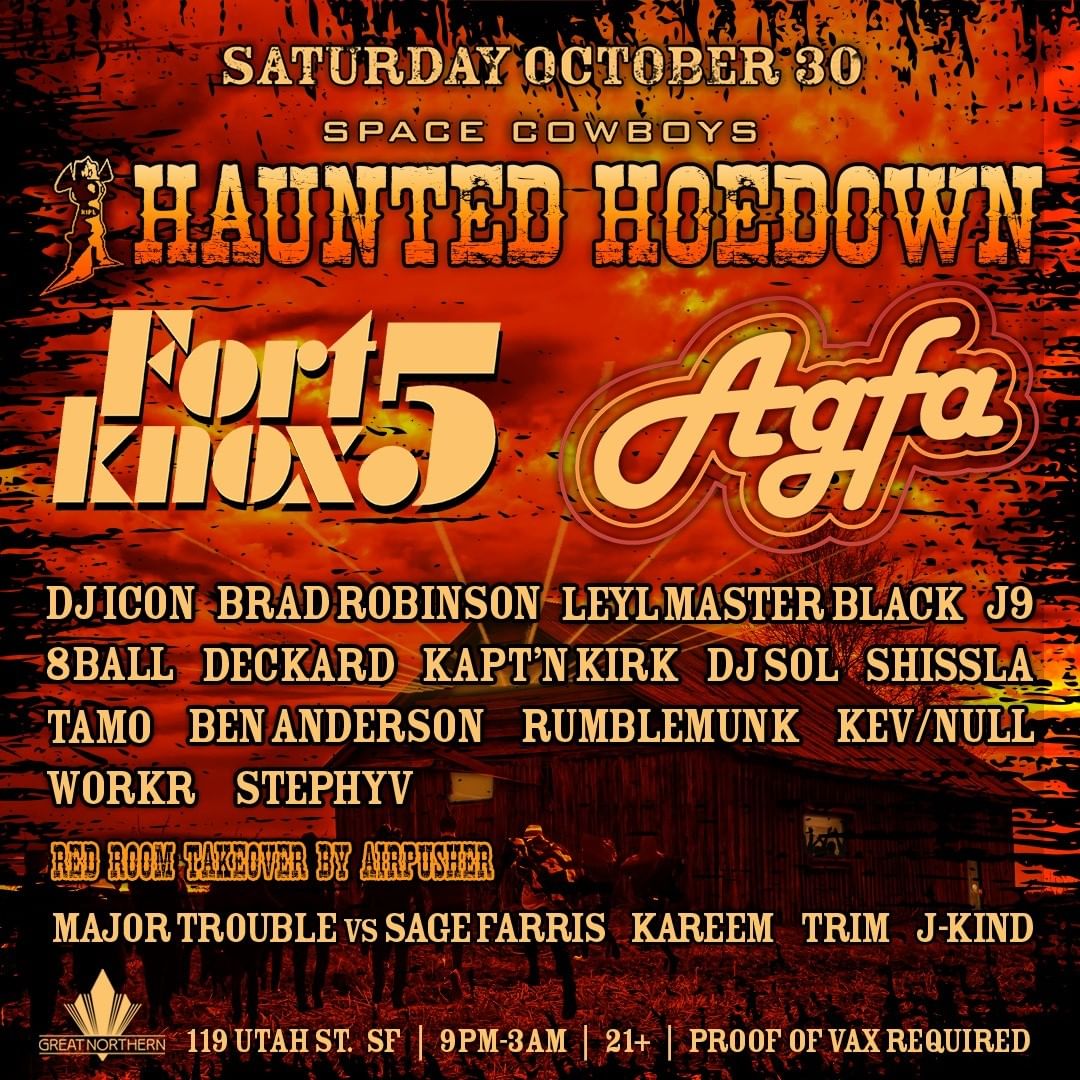 SATURDAY OCTOBER 30
SPACE COWBOYS
HAUNTED HOEDOWN
Fort
knox.5
Agfa
DJ ICON BRAD ROBINSON LEYL MASTER BLACK J9
8BALL DECKARD KAPT'N KIRK DJ SOL SHISSLA
TAMO BEN ANDERSON RUMBLEMUNK KEV/NULL
WORKR STEPHYV
RED ROOM TAKEOVER BY AIRPUSHER
MAJOR TROUBLE VS SAGE FARRIS KAREEM TRIM J-KIND
GREAT NORTHERN
119 UTAH ST. SF | 9PM-3AM | 21+ | PROOF OF VAX REQUIRED